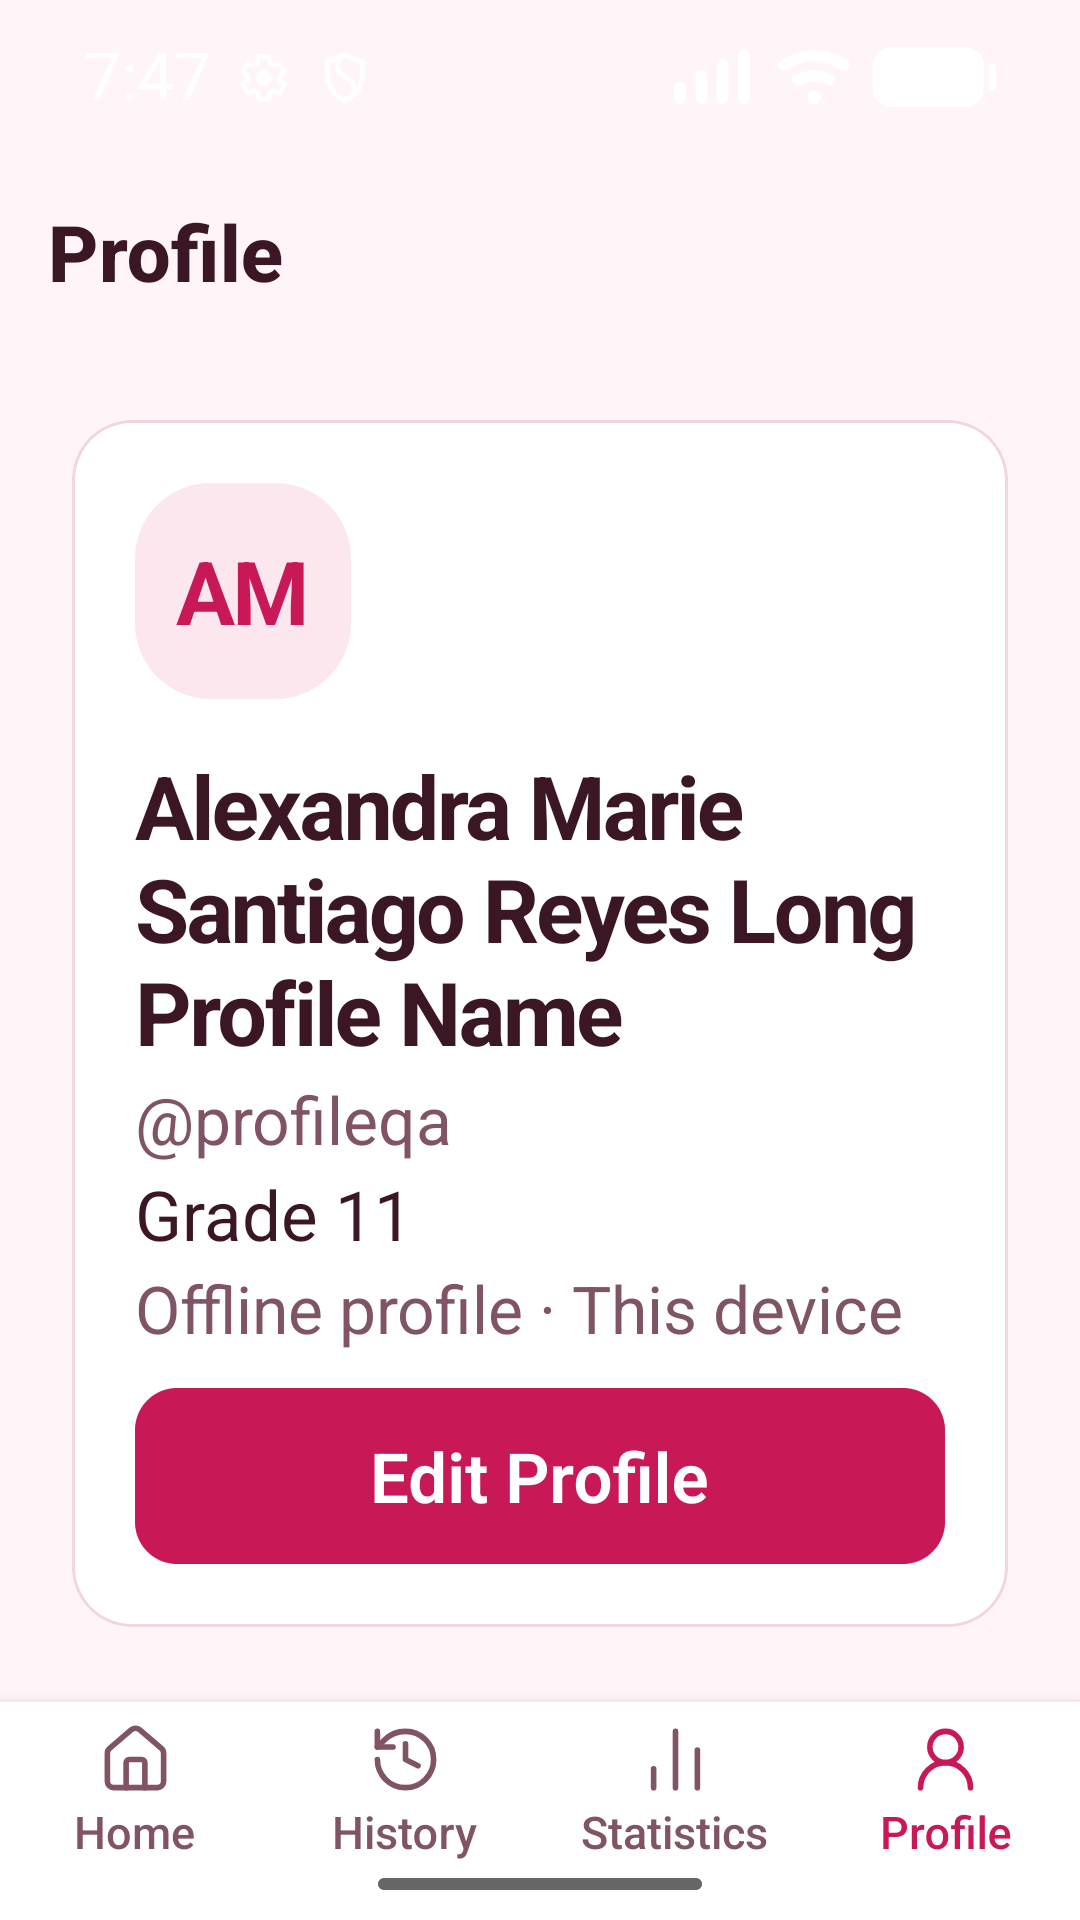 7:47
Profile
AM
Alexandra Marie
Santiago Reyes Long
Profile Name
@profileqa
Grade 11
Offline profile · This device
Edit Profile
Home
History
Statistics
Profile